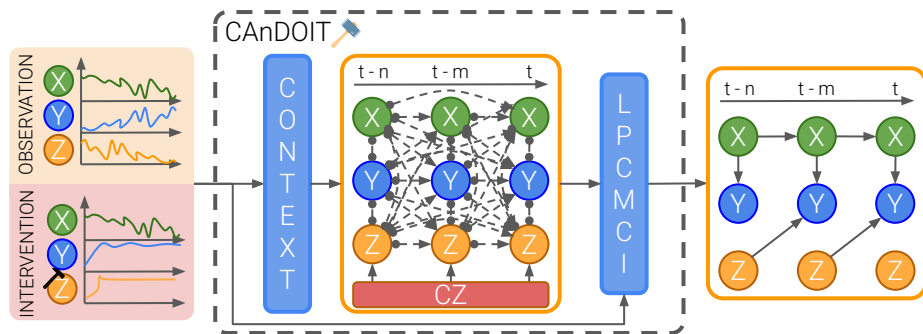 CAnDOIT
OBSERVATION
X
Y
Z
INTERVENTION
X
Y
Z
CONTEXT
t - n t - m t
X X X
Y Y Y
Z Z Z
CZ
LPCMCI
t - n t - m t
X X X
Y Y Y
Z Z Z